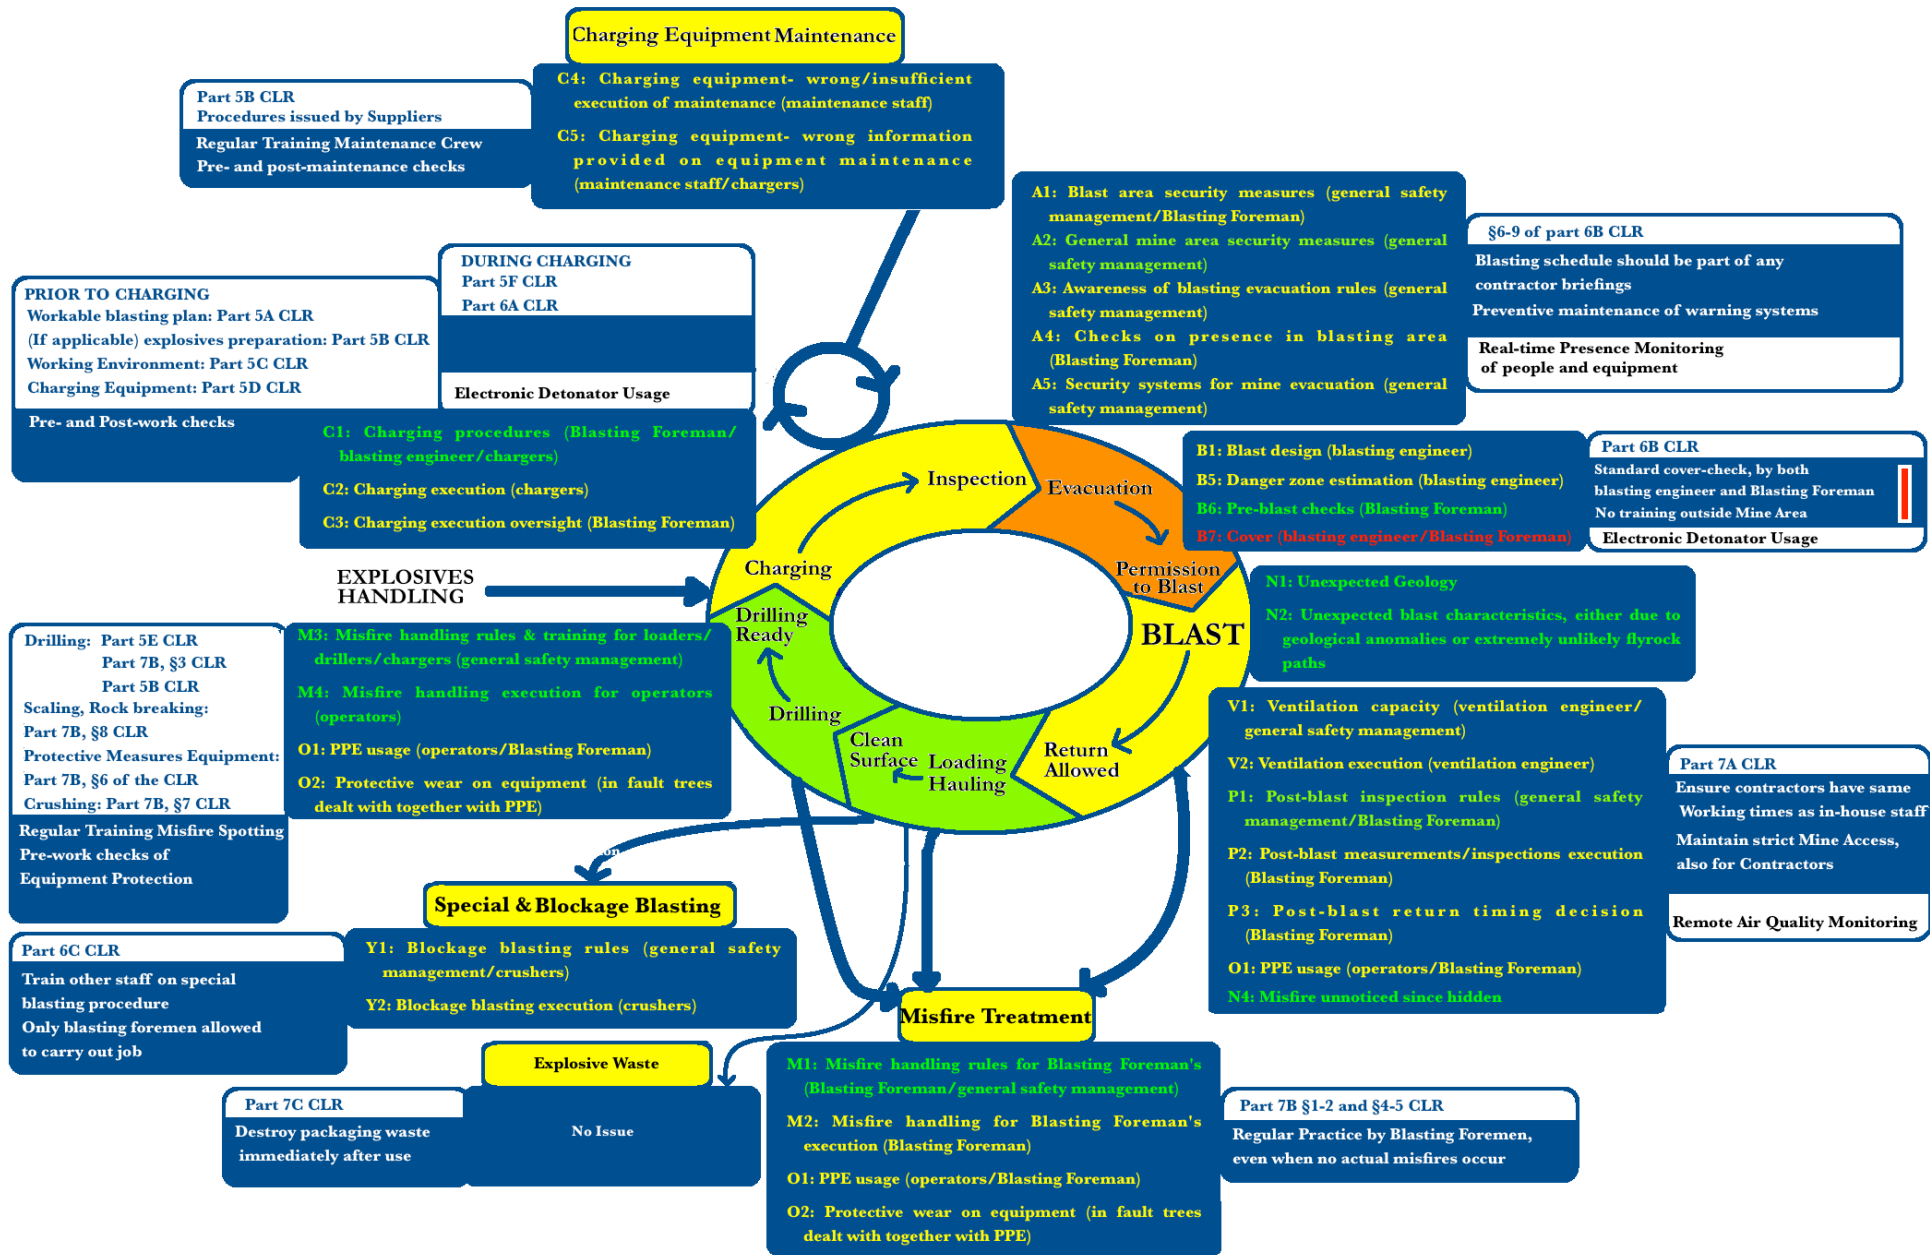 Charging Equipment Maintenance
Part 5B CLR
Procedures issued by Suppliers
Regular Training Maintenance Crew
Pre- and post-maintenance checks
C4: Charging equipment- wrong/insufficient
execution of maintenance (maintenance staff)
C5: Charging equipment- wrong information
provided on equipment maintenance
(maintenance staff/chargers)
A1: Blast area security measures (general safety
management/Blasting Foreman)
A2: General mine area security measures (general
safety management)
A3: Awareness of blasting evacuation rules (general
safety management)
A4: Checks on presence in blasting area
(Blasting Foreman)
A5: Security systems for mine evacuation (general
safety management)
§6-9 of part 6B CLR
Blasting schedule should be part of any
contractor briefings
Preventive maintenance of warning systems
Real-time Presence Monitoring
of people and equipment
PRIOR TO CHARGING
Workable blasting plan: Part 5A CLR
(If applicable) explosives preparation: Part 5B CLR
Working Environment: Part 5C CLR
Charging Equipment: Part 5D CLR
Pre- and Post-work checks
DURING CHARGING
Part 5F CLR
Part 6A CLR
Electronic Detonator Usage
C1: Charging procedures (Blasting Foreman/
blasting engineer/chargers)
C2: Charging execution (chargers)
C3: Charging execution oversight (Blasting Foreman)
B1: Blast design (blasting engineer)
B5: Danger zone estimation (blasting engineer)
B6: Pre-blast checks (Blasting Foreman)
B7: Cover (blasting engineer/Blasting Foreman)
Part 6B CLR
Standard cover-check, by both
blasting engineer and Blasting Foreman
No training outside Mine Area
Electronic Detonator Usage
Inspection
Evacuation
Permission
to Blast
Charging
EXPLOSIVES
HANDLING
Drilling
Ready
BLAST
Drilling
Clean
Surface
Loading
Hauling
Return
Allowed
N1: Unexpected Geology
N2: Unexpected blast characteristics, either due to
geological anomalies or extremely unlikely flyrock
paths
Drilling: Part 5E CLR
Part 7B, §3 CLR
Part 5B CLR
Scaling, Rock breaking:
Part 7B, §8 CLR
Protective Measures Equipment:
Part 7B, §6 of the CLR
Crushing: Part 7B, §7 CLR
Regular Training Misfire Spotting
Pre-work checks of
Equipment Protection
M3: Misfire handling rules & training for loaders/
drillers/chargers (general safety management)
M4: Misfire handling execution for operators
(operators)
O1: PPE usage (operators/Blasting Foreman)
O2: Protective wear on equipment (in fault trees
dealt with together with PPE)
V1: Ventilation capacity (ventilation engineer/
general safety management)
V2: Ventilation execution (ventilation engineer)
P1: Post-blast inspection rules (general safety
management/Blasting Foreman)
P2: Post-blast measurements/inspections execution
(Blasting Foreman)
P3: Post-blast return timing decision
(Blasting Foreman)
O1: PPE usage (operators/Blasting Foreman)
N4: Misfire unnoticed since hidden
Part 7A CLR
Ensure contractors have same
Working times as in-house staff
Maintain strict Mine Access,
also for Contractors
Remote Air Quality Monitoring
on
Special & Blockage Blasting
Part 6C CLR
Train other staff on special
blasting procedure
Only blasting foremen allowed
to carry out job
Y1: Blockage blasting rules (general safety
management/crushers)
Y2: Blockage blasting execution (crushers)
Explosive Waste
Part 7C CLR
Destroy packaging waste
immediately after use
No Issue
Misfire Treatment
M1: Misfire handling rules for Blasting Foreman's
(Blasting Foreman/general safety management)
M2: Misfire handling for Blasting Foreman's
execution (Blasting Foreman)
O1: PPE usage (operators/Blasting Foreman)
O2: Protective wear on equipment (in fault trees
dealt with together with PPE)
Part 7B §1-2 and §4-5 CLR
Regular Practice by Blasting Foremen,
even when no actual misfires occur